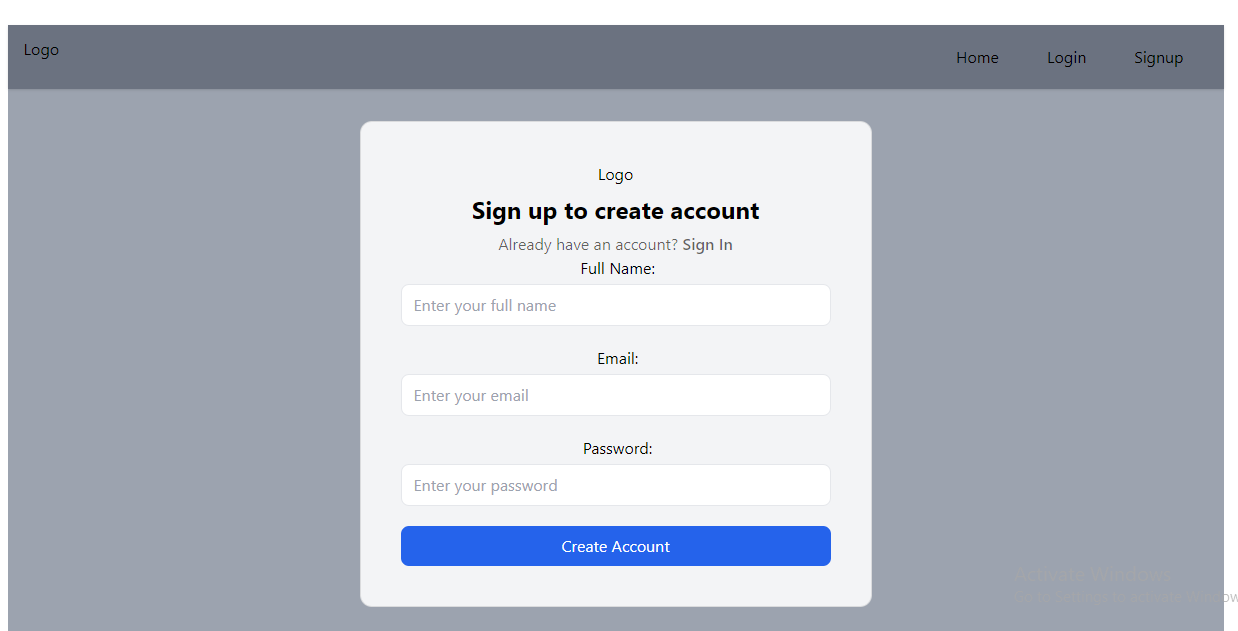 Logo
Home Login Signup
Logo
Sign up to create account
Already have an account? Sign In
Full Name:
Enter your full name
Email:
Enter your email
Password:
Enter your password
Create Account
Activate Windows
Go to Settings to activate Window